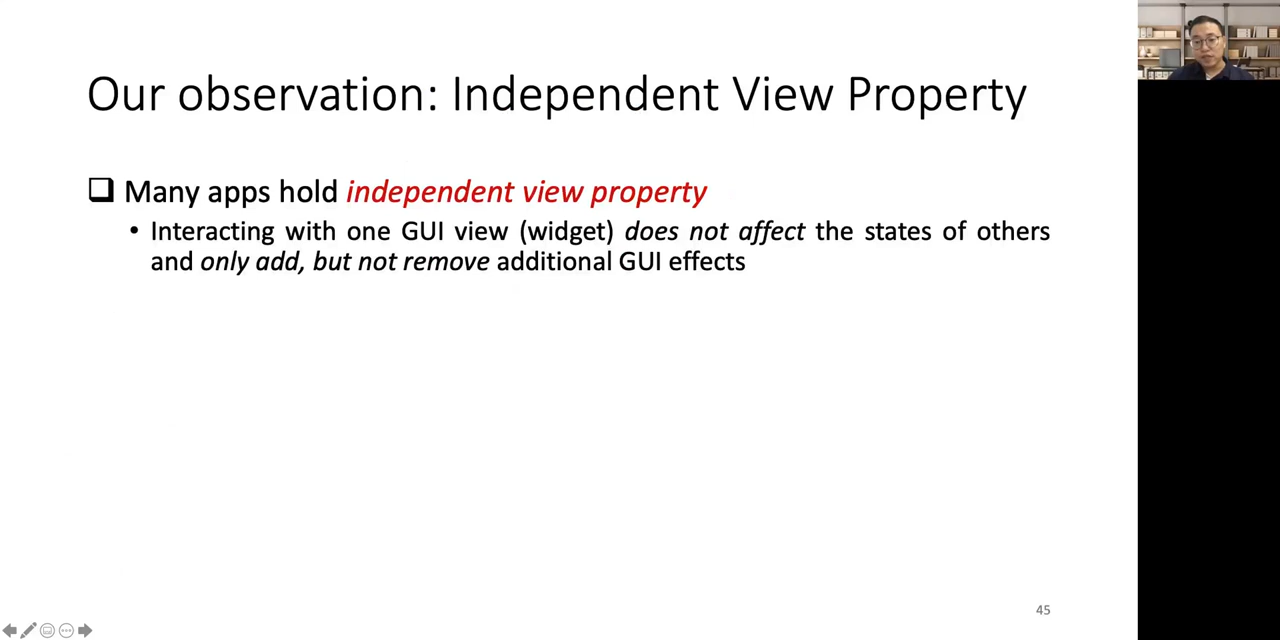 Our observation: Independent View Property
Many apps hold independent view property
• Interacting with one GUI view (widget) does not affect the states of others
and only add, but not remove additional GUI effects
45